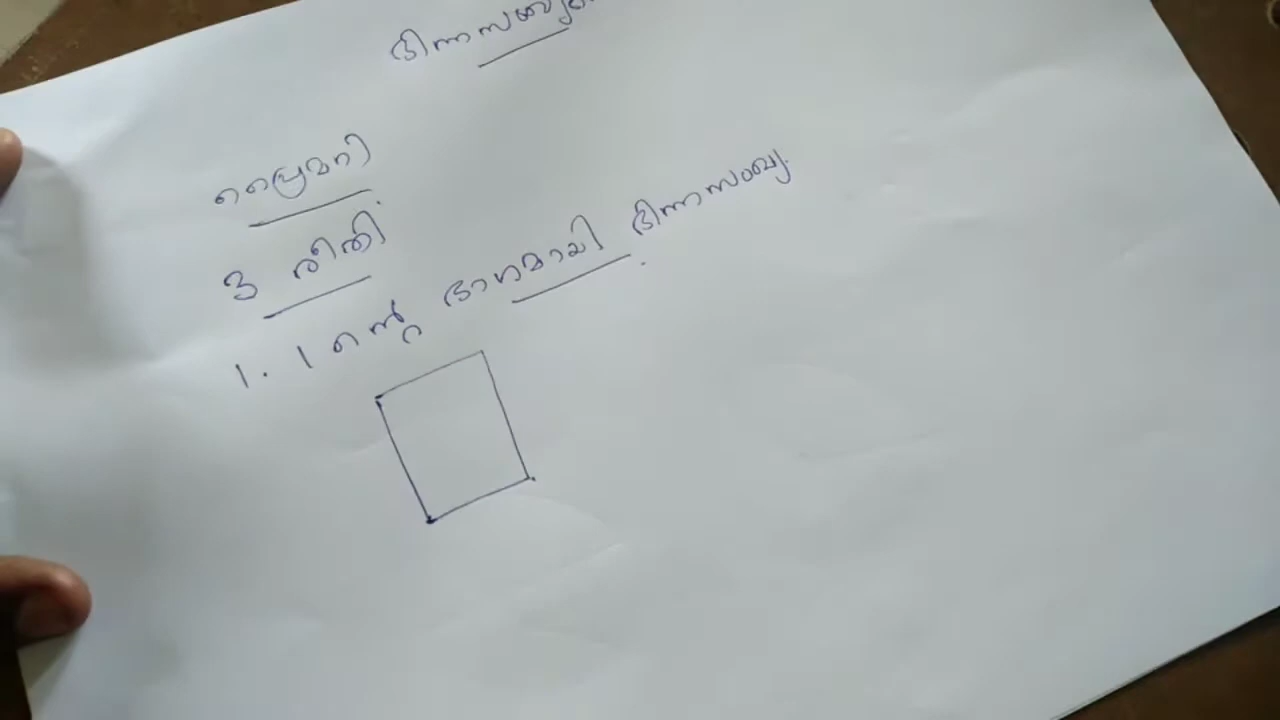 ഭിന്നസംഖ്യ
പ്രൈമറി
3 രീതി
1. 1 ന്റെ ഭാഗമായി ഭിന്നസംഖ്യ.